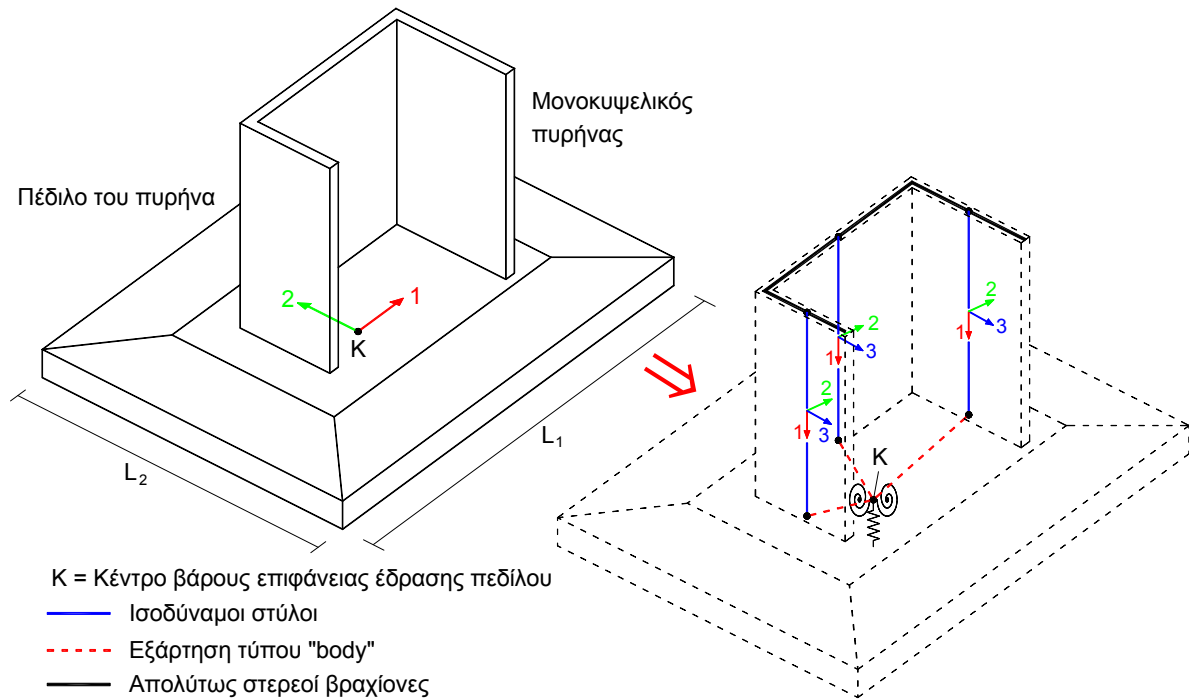 Μονοκυψελικός
πυρήνας
Πέδιλο του πυρήνα
2
1
K
L1
L2
2
1
3
2
1
3
2
1
3
K
K = Κέντρο βάρους επιφάνειας έδρασης πεδίλου
Ισοδύναμοι στύλοι
Εξάρτηση τύπου "body"
Απολύτως στερεοί βραχίονες